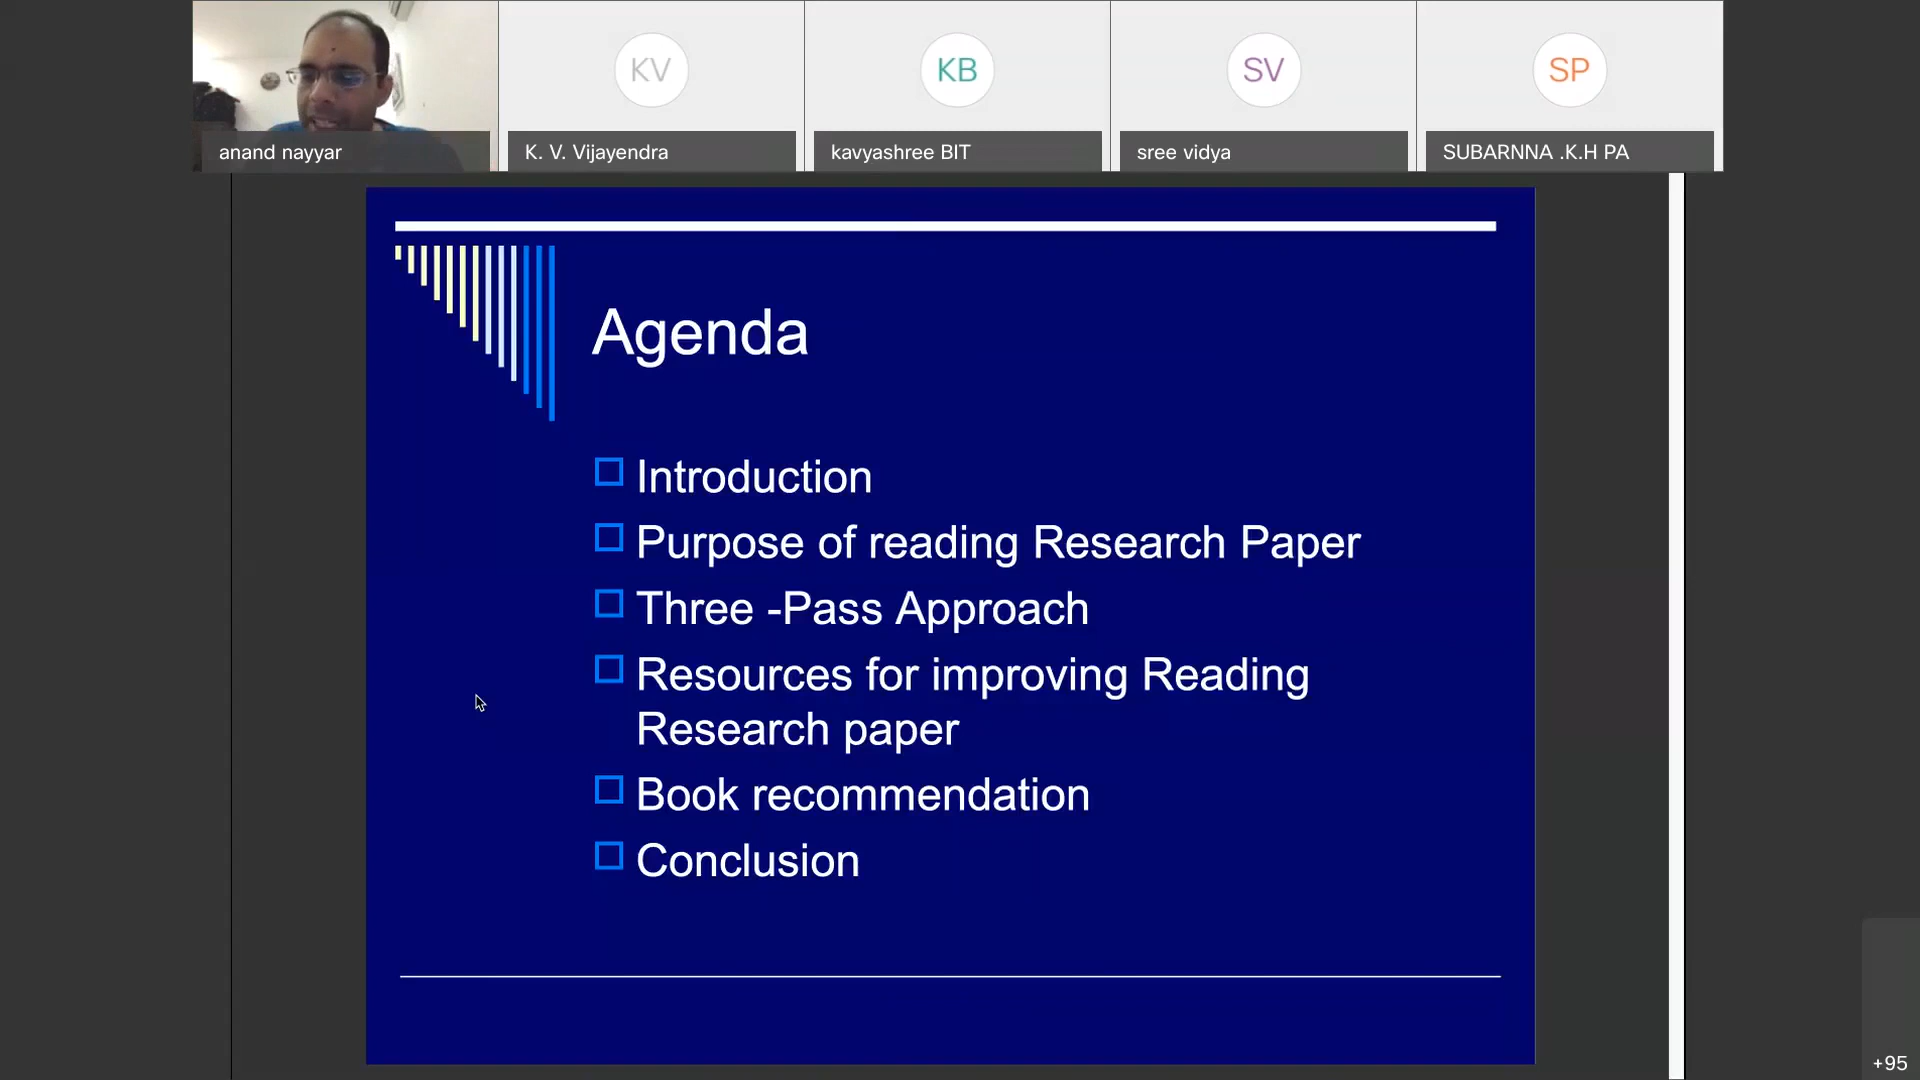 KV
KB
SV
SP
anand nayyar
K. V. Vijayendra
kavyashree BIT
sree vidya
SUBARNNA .K.H PA
Agenda
Introduction
Purpose of reading Research Paper
Three -Pass Approach
Resources for improving Reading
Research paper
Book recommendation
Conclusion
+95